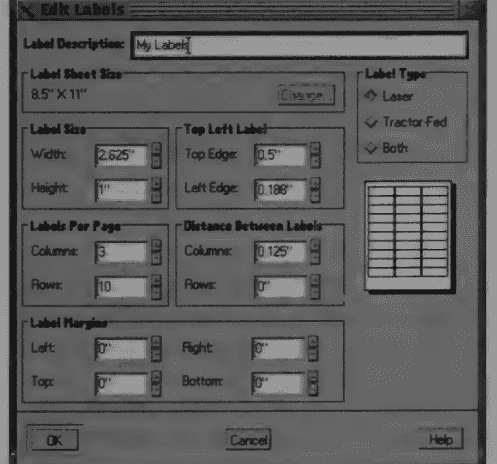 Edit Labels
Label Description: My Labels
Label Sheet Size
8.5" X 11" Change...
Label Type
Laser
Tractor-Fed
Both
Label Size
Width: 2.625"
Height: 1"
Top Left Label
Top Edge: 0.5"
Left Edge: 0.188"
Labels Per Page
Columns: 3
Rows: 10
Distance Between Labels
Columns: 0.125"
Rows: 0"
Label Margins
Left: 0" Right: 0"
Top: 0" Bottom: 0"
OK Cancel Help